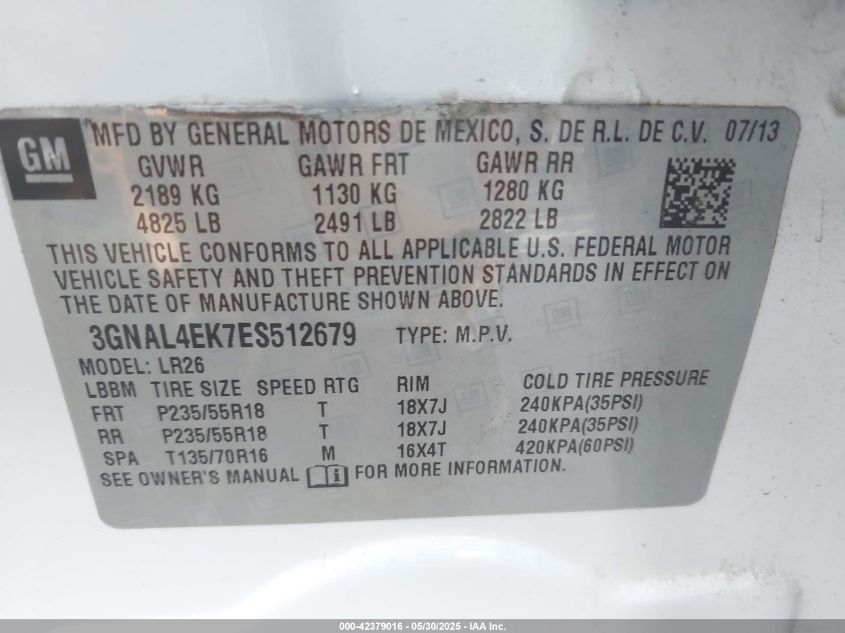 GM
MFD BY GENERAL MOTORS DE MEXICO, S. DE R.L. DE C.V. 07/13
GVWR GAWR FRT GAWR RR
2189 KG 1130 KG 1280 KG
4825 LB 2491 LB 2822 LB
THIS VEHICLE CONFORMS TO ALL APPLICABLE U.S. FEDERAL MOTOR
VEHICLE SAFETY AND THEFT PREVENTION STANDARDS IN EFFECT ON
THE DATE OF MANUFACTURE SHOWN ABOVE.
3GNAL4EK7ES512679 TYPE: M.P.V.
MODEL: LR26
LBBM TIRE SIZE SPEED RTG RIM COLD TIRE PRESSURE
FRT P235/55R18 T 18X7J 240KPA(35PSI)
RR P235/55R18 T 18X7J 240KPA(35PSI)
SPA T135/70R16 M 16X4T 420KPA(60PSI)
SEE OWNER'S MANUAL i FOR MORE INFORMATION.
000-42379016 - 05/30/2025 - IAA Inc.